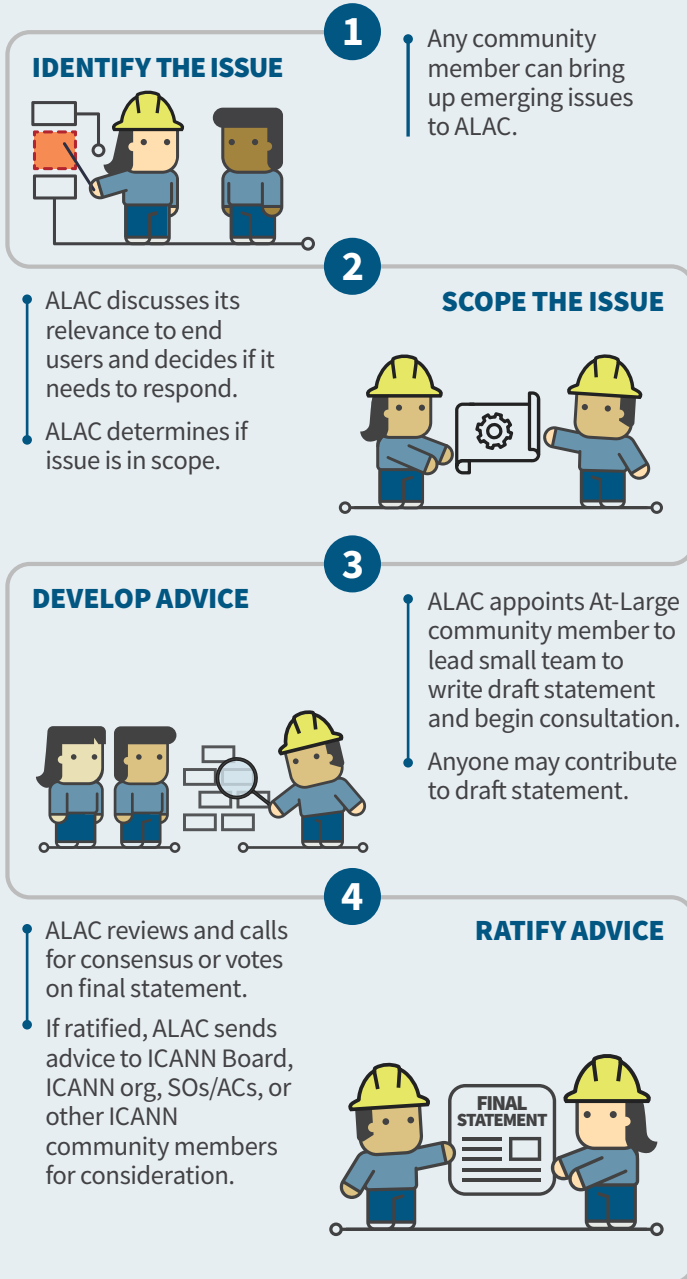 1
IDENTIFY THE ISSUE
Any community
member can bring
up emerging issues
to ALAC.
2
SCOPE THE ISSUE
ALAC discusses its
relevance to end
users and decides if it
needs to respond.
ALAC determines if
issue is in scope.
3
DEVELOP ADVICE
ALAC appoints At-Large
community member to
lead small team to
write draft statement
and begin consultation.
Anyone may contribute
to draft statement.
4
RATIFY ADVICE
ALAC reviews and calls
for consensus or votes
on final statement.
If ratified, ALAC sends
advice to ICANN Board,
ICANN org, SOs/ACs, or
other ICANN
community members
for consideration.
FINAL
STATEMENT